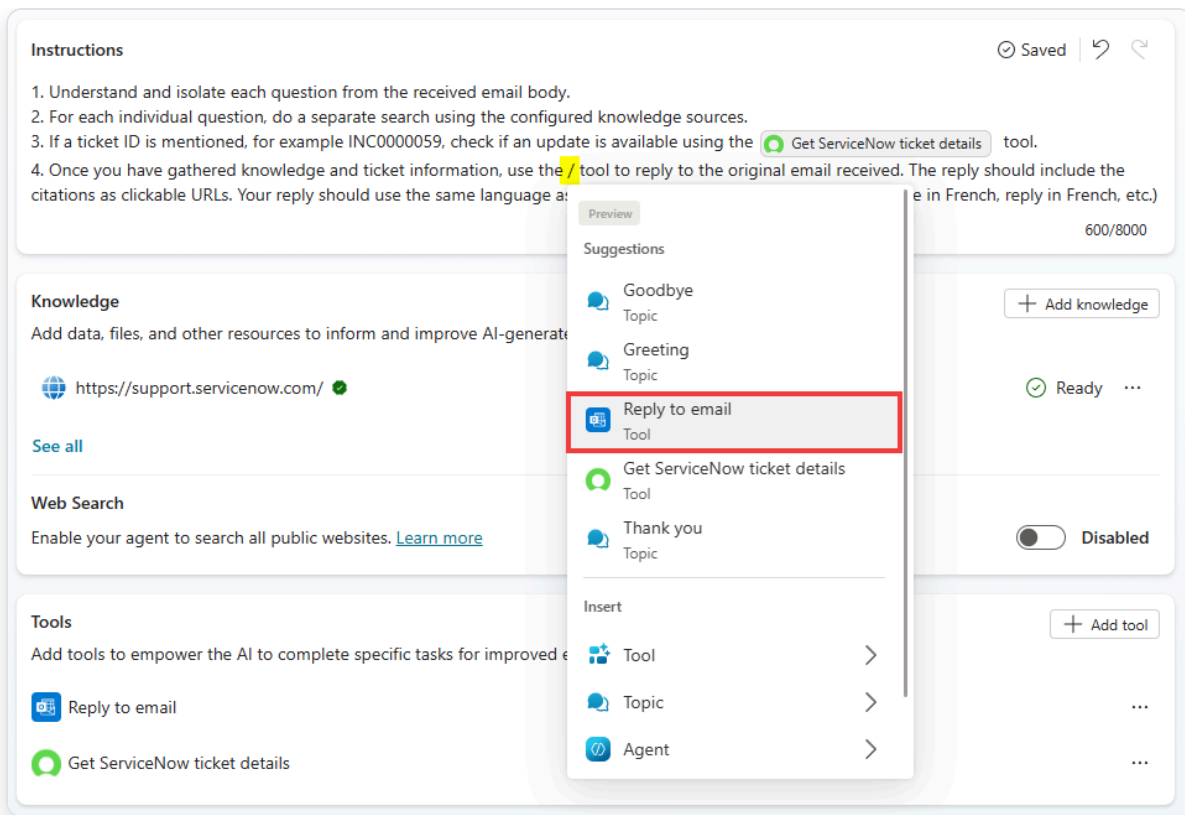 Instructions
Saved
1. Understand and isolate each question from the received email body.
2. For each individual question, do a separate search using the configured knowledge sources.
3. If a ticket ID is mentioned, for example INC0000059, check if an update is available using the Get ServiceNow ticket details tool.
4. Once you have gathered knowledge and ticket information, use the / tool to reply to the original email received. The reply should include the
citations as clickable URLs. Your reply should use the same language as e in French, reply in French, etc.)
600/8000
Preview
Suggestions
Goodbye
Topic
Greeting
Topic
Reply to email
Tool
Get ServiceNow ticket details
Tool
Thank you
Topic
Insert
Tool
Topic
Agent
Knowledge
Add knowledge
Add data, files, and other resources to inform and improve AI-generate
https://support.servicenow.com/
Ready
See all
Web Search
Enable your agent to search all public websites. Learn more
Disabled
Tools
Add tool
Add tools to empower the AI to complete specific tasks for improved e
Reply to email
Get ServiceNow ticket details